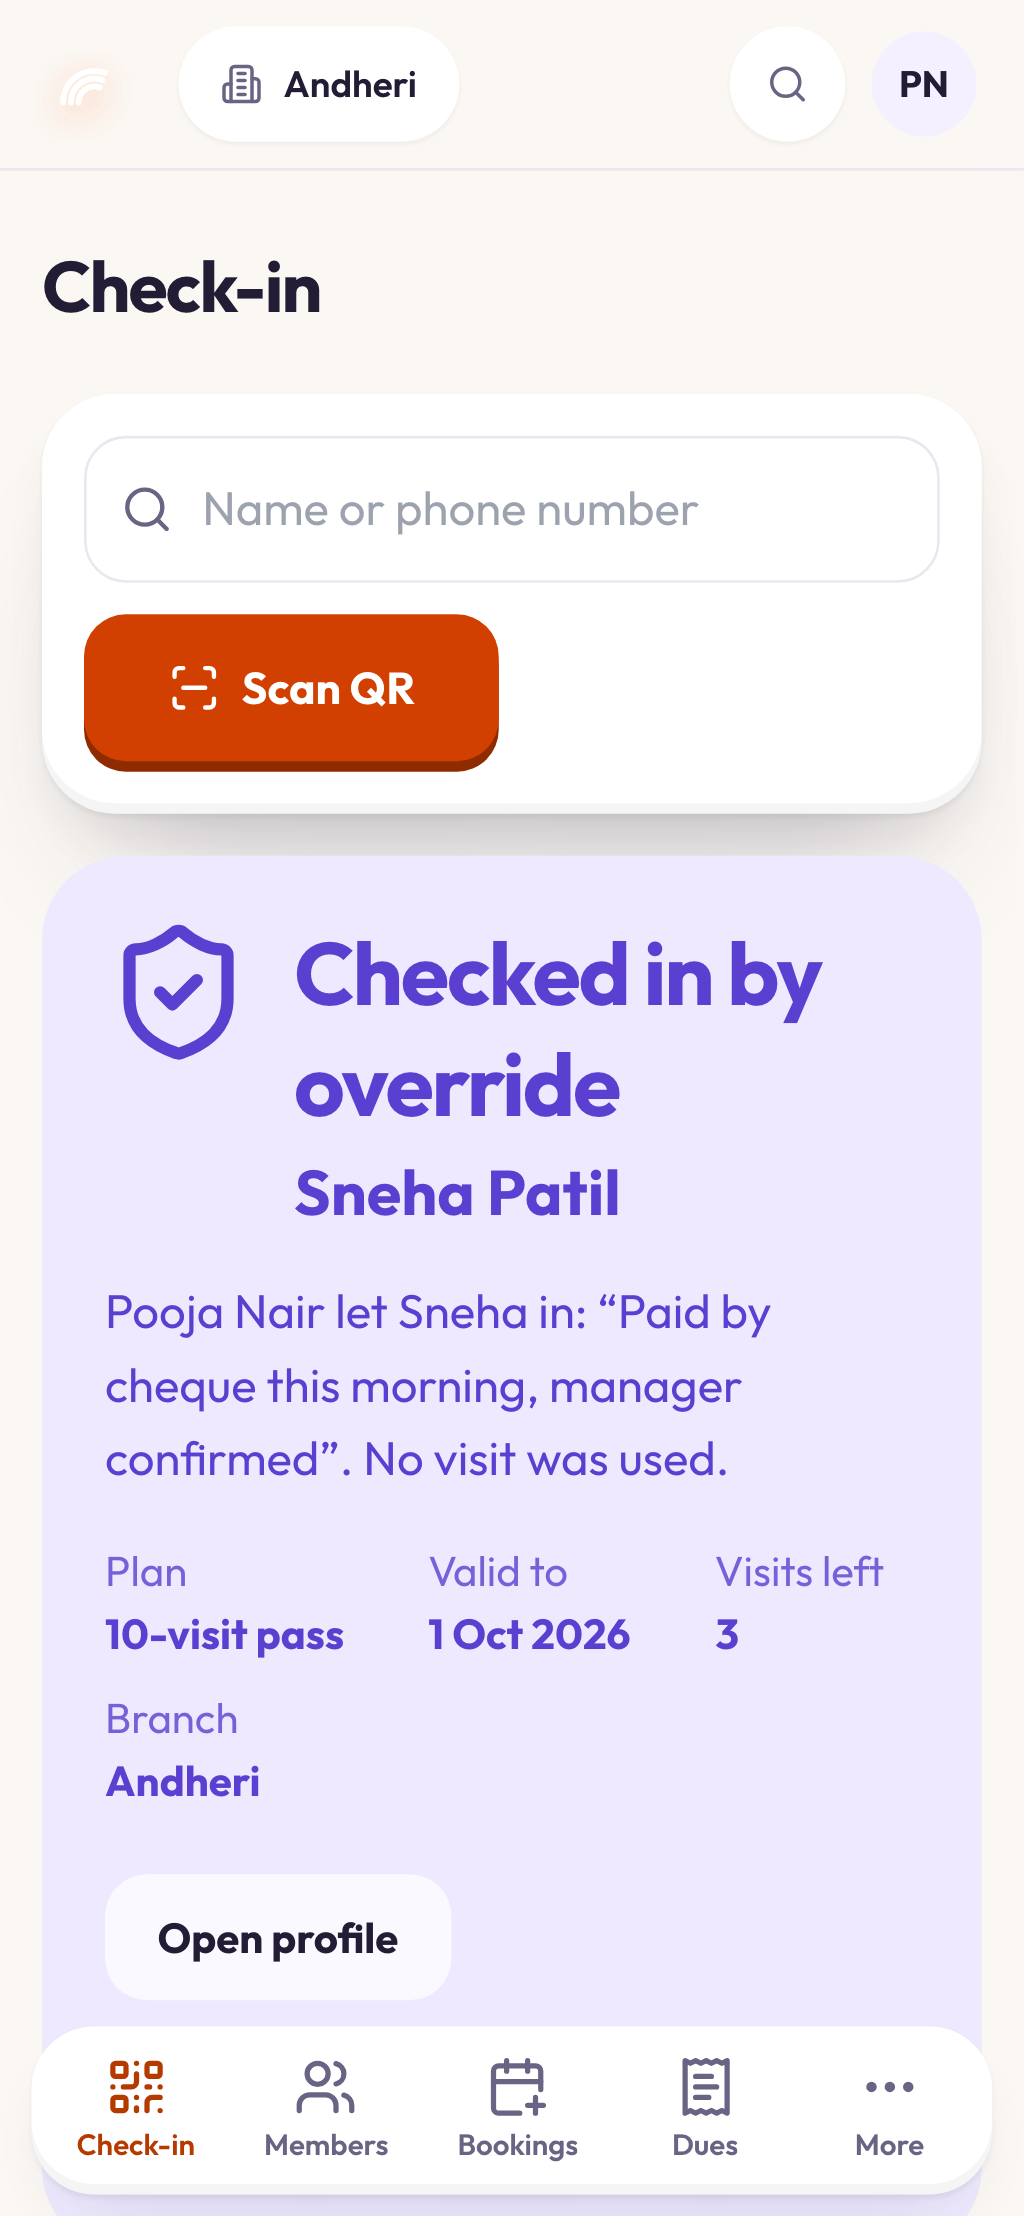 Andheri
PN
Check-in
Name or phone number
Scan QR
Checked in by
override
Sneha Patil
Pooja Nair let Sneha in: “Paid by
cheque this morning, manager
confirmed”. No visit was used.
Plan
Valid to
Visits left
10-visit pass
1 Oct 2026
3
Branch
Andheri
Open profile
Check-in
Members
Bookings
Dues
More